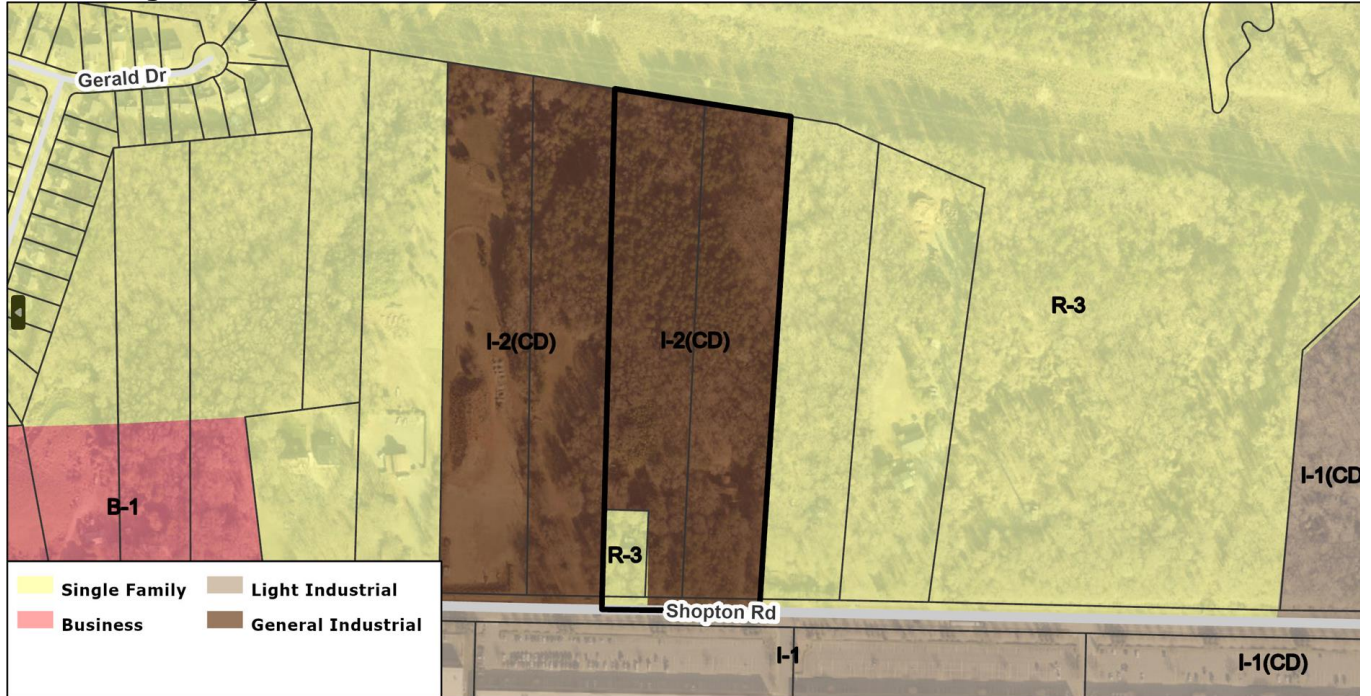 Gerald Dr
R-3
I-2(CD)
I-2(CD)
I-1(CD
B-1
R-3
Single Family
Light Industrial
Business
General Industrial
Shopton Rd
I-1
I-1(CD)